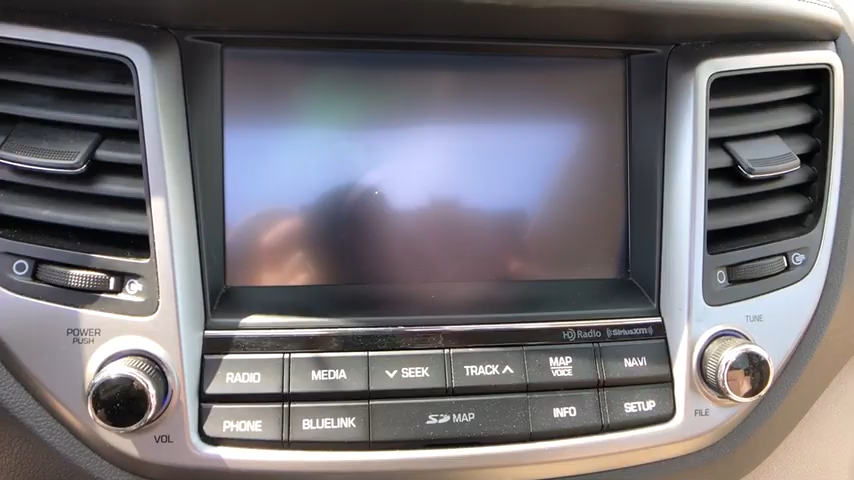 HD Radio SiriusXM
POWER
PUSH
TUNE
RADIO MEDIA SEEK TRACK MAP NAVI
VOICE
PHONE BLUELINK SD MAP INFO SETUP
VOL
FILE